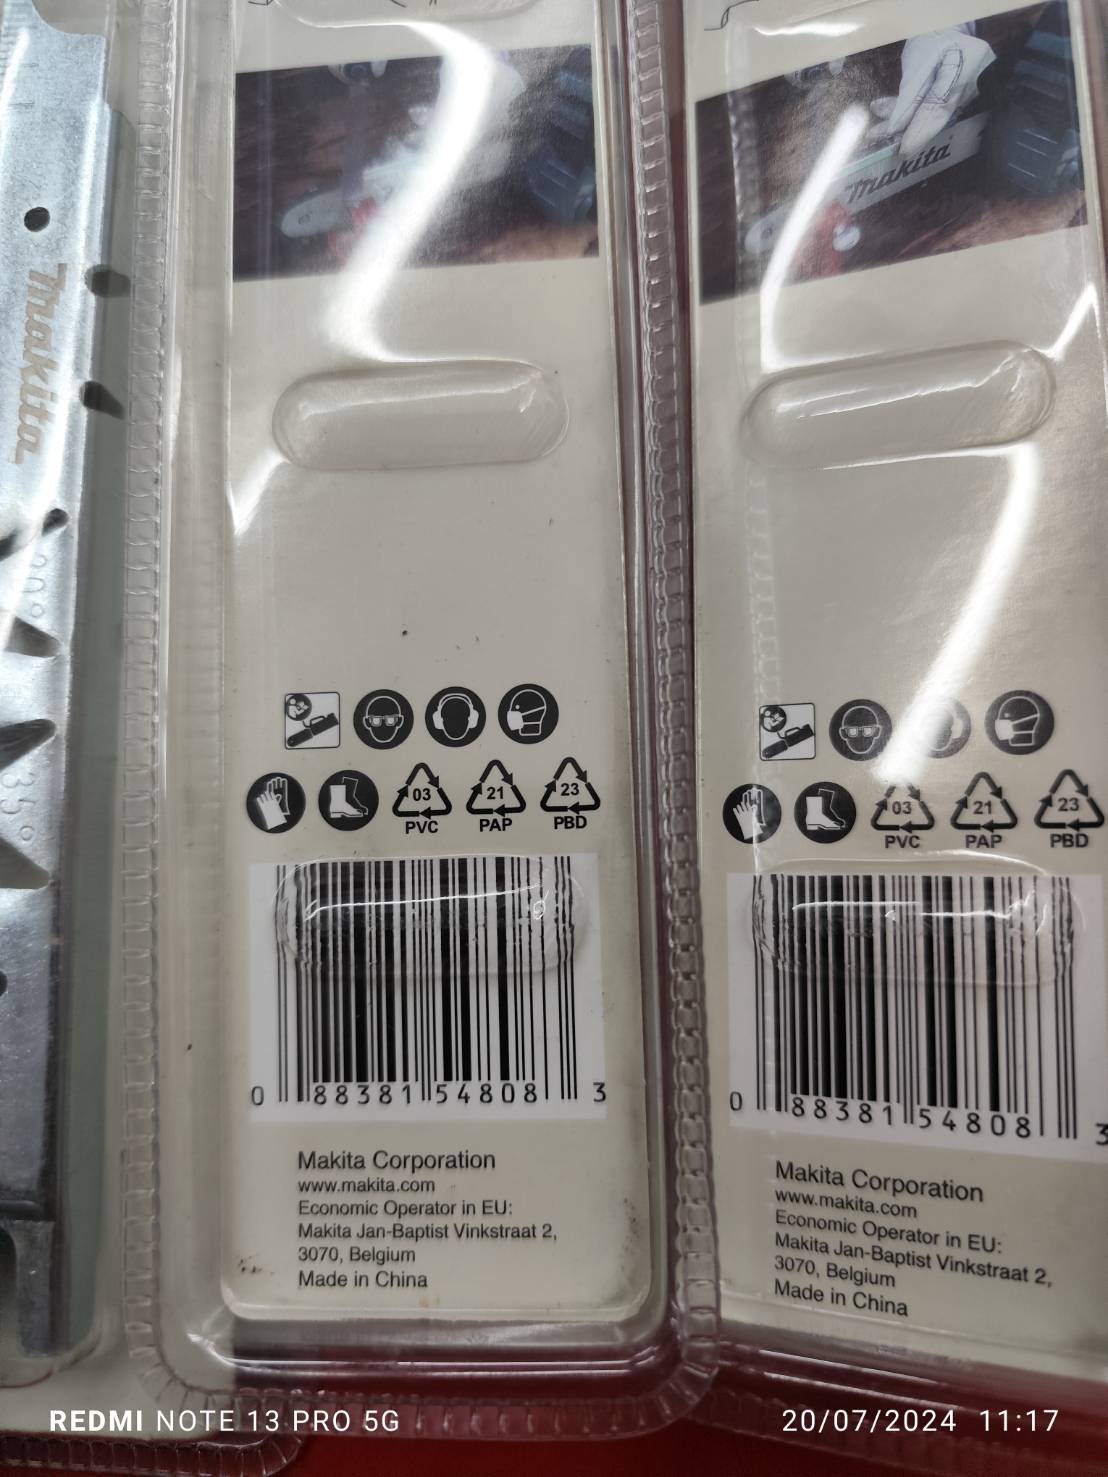 makita
Makita
30°
35°
03
PVC
21
PAP
23
PBD
0 88381 54808 3
Makita Corporation
www.makita.com
Economic Operator in EU:
Makita Jan-Baptist Vinkstraat 2,
3070, Belgium
Made in China
03
PVC
21
PAP
23
PBD
0 88381 54808 3
Makita Corporation
www.makita.com
Economic Operator in EU:
Makita Jan-Baptist Vinkstraat 2,
3070, Belgium
Made in China
REDMI NOTE 13 PRO 5G
20/07/2024 11:17